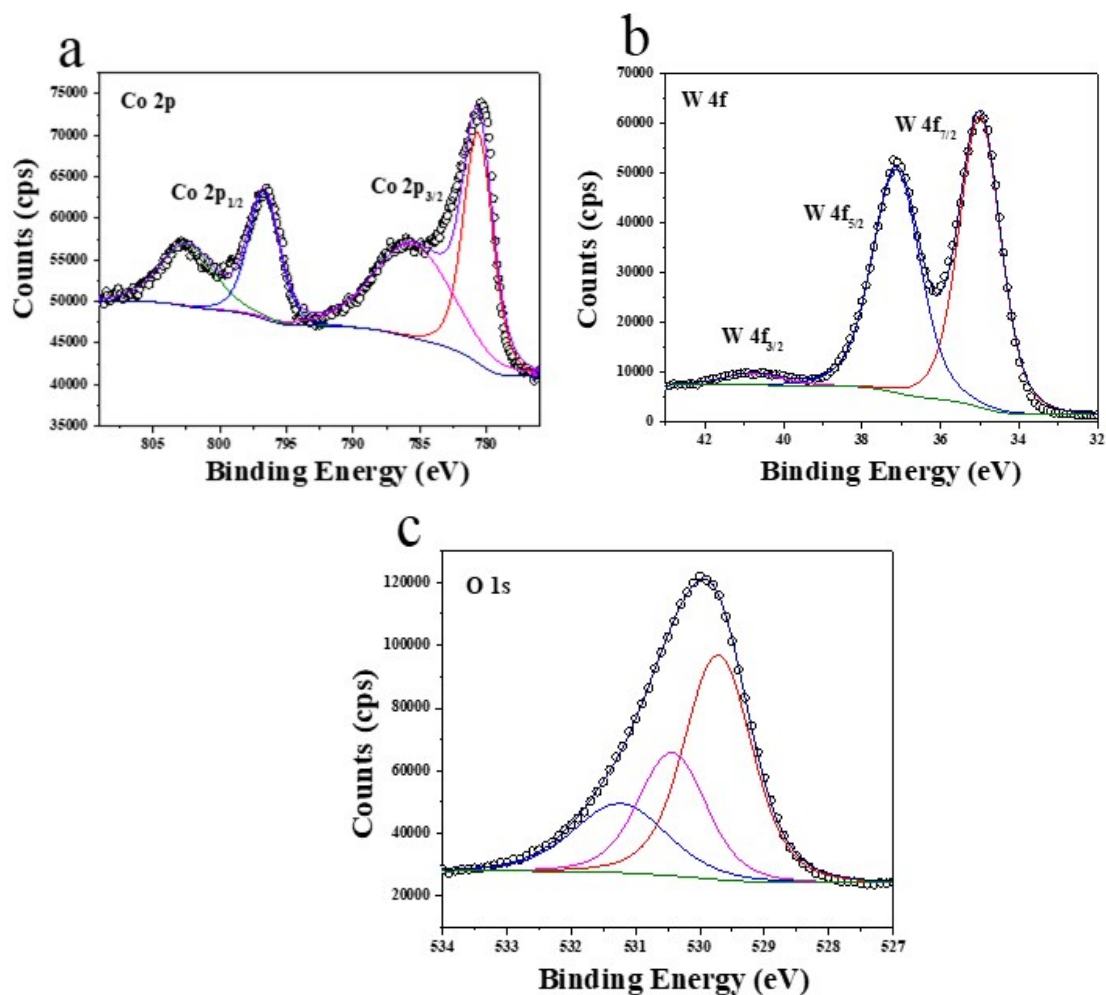 a
Co 2p
Co 2p1/2
Co 2p3/2
75000
70000
65000
60000
55000
50000
45000
40000
35000
Counts (cps)
805 800 795 790 785 780
Binding Energy (eV)
b
W 4f
W 4f7/2
W 4f5/2
W 4f3/2
70000
60000
50000
40000
30000
20000
10000
0
Counts (cps)
42 40 38 36 34 32
Binding Energy (eV)
c
O 1s
120000
100000
80000
60000
40000
20000
Counts (cps)
534 533 532 531 530 529 528 527
Binding Energy (eV)